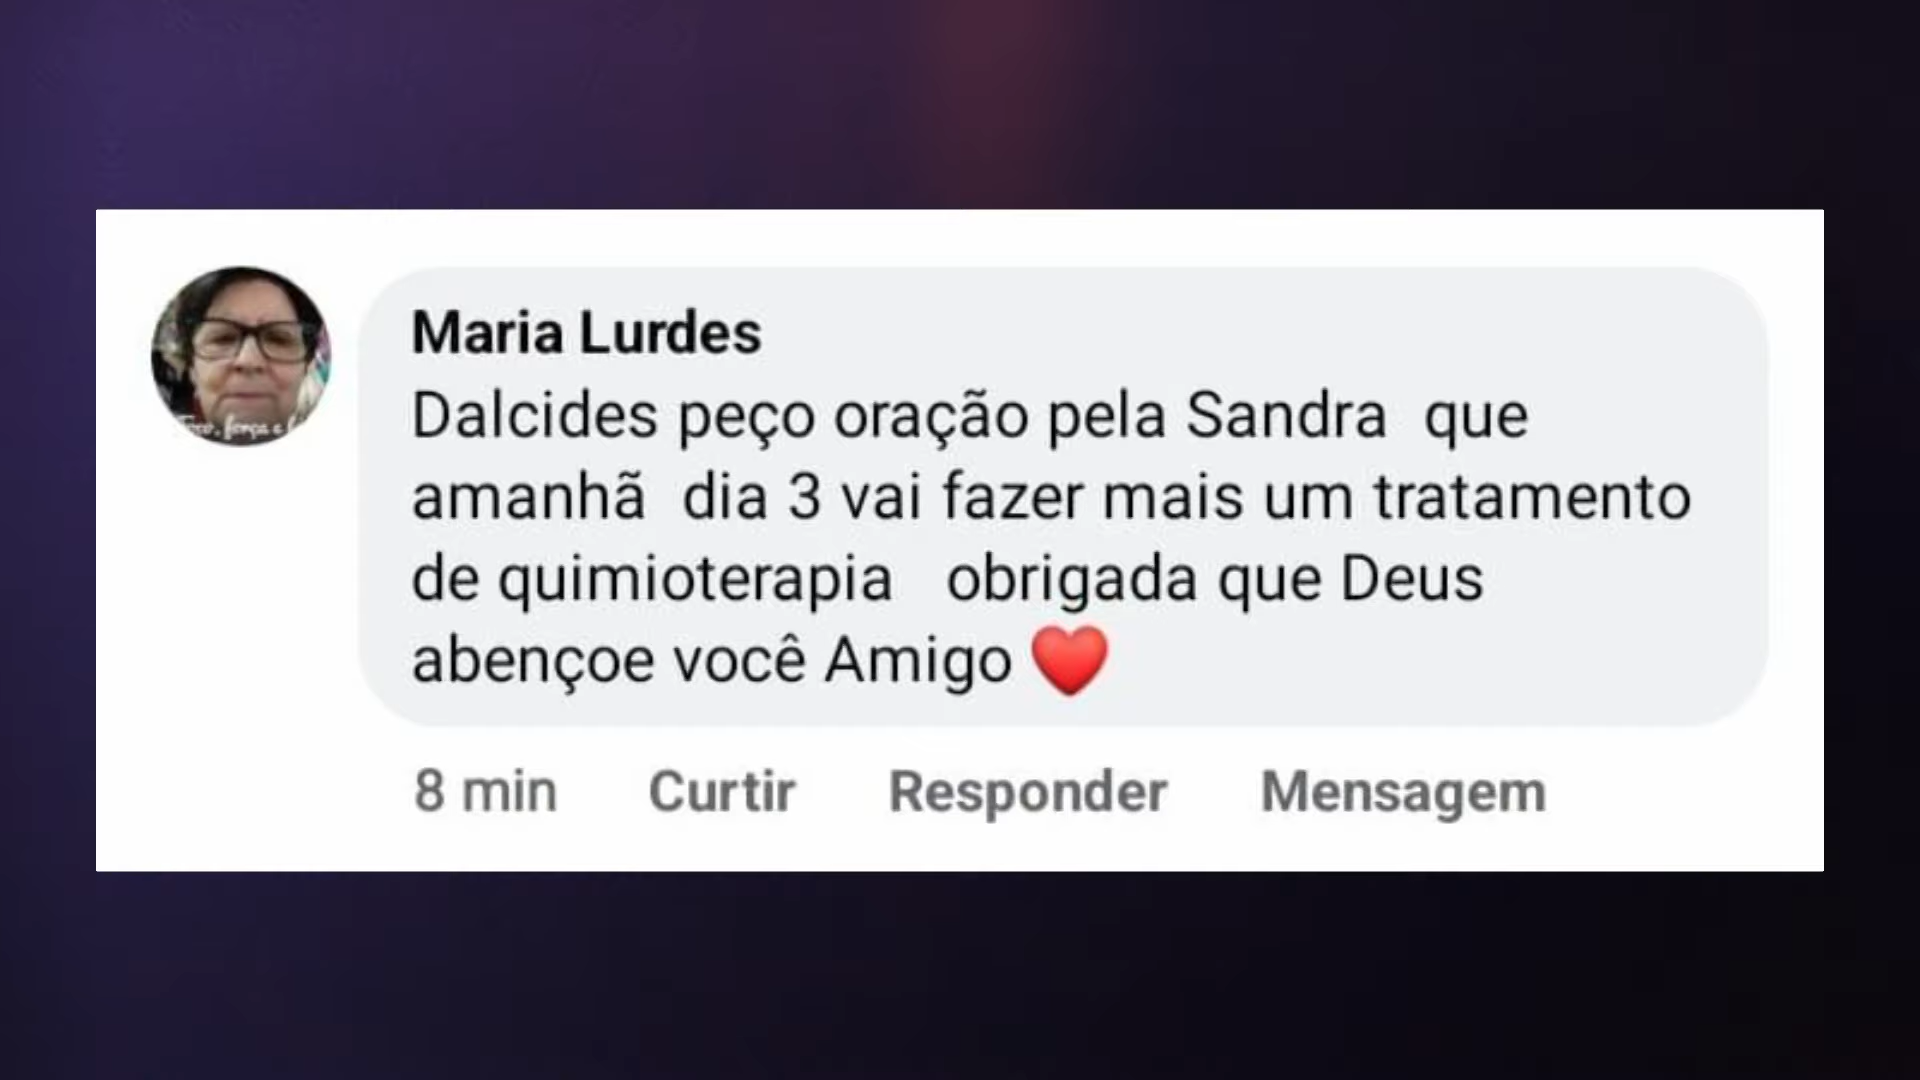 Maria Lurdes
Dalcides peço oração pela Sandra que
amanhã dia 3 vai fazer mais um tratamento
de quimioterapia obrigada que Deus
abençoe você Amigo ❤️
força e
8 min Curtir Responder Mensagem